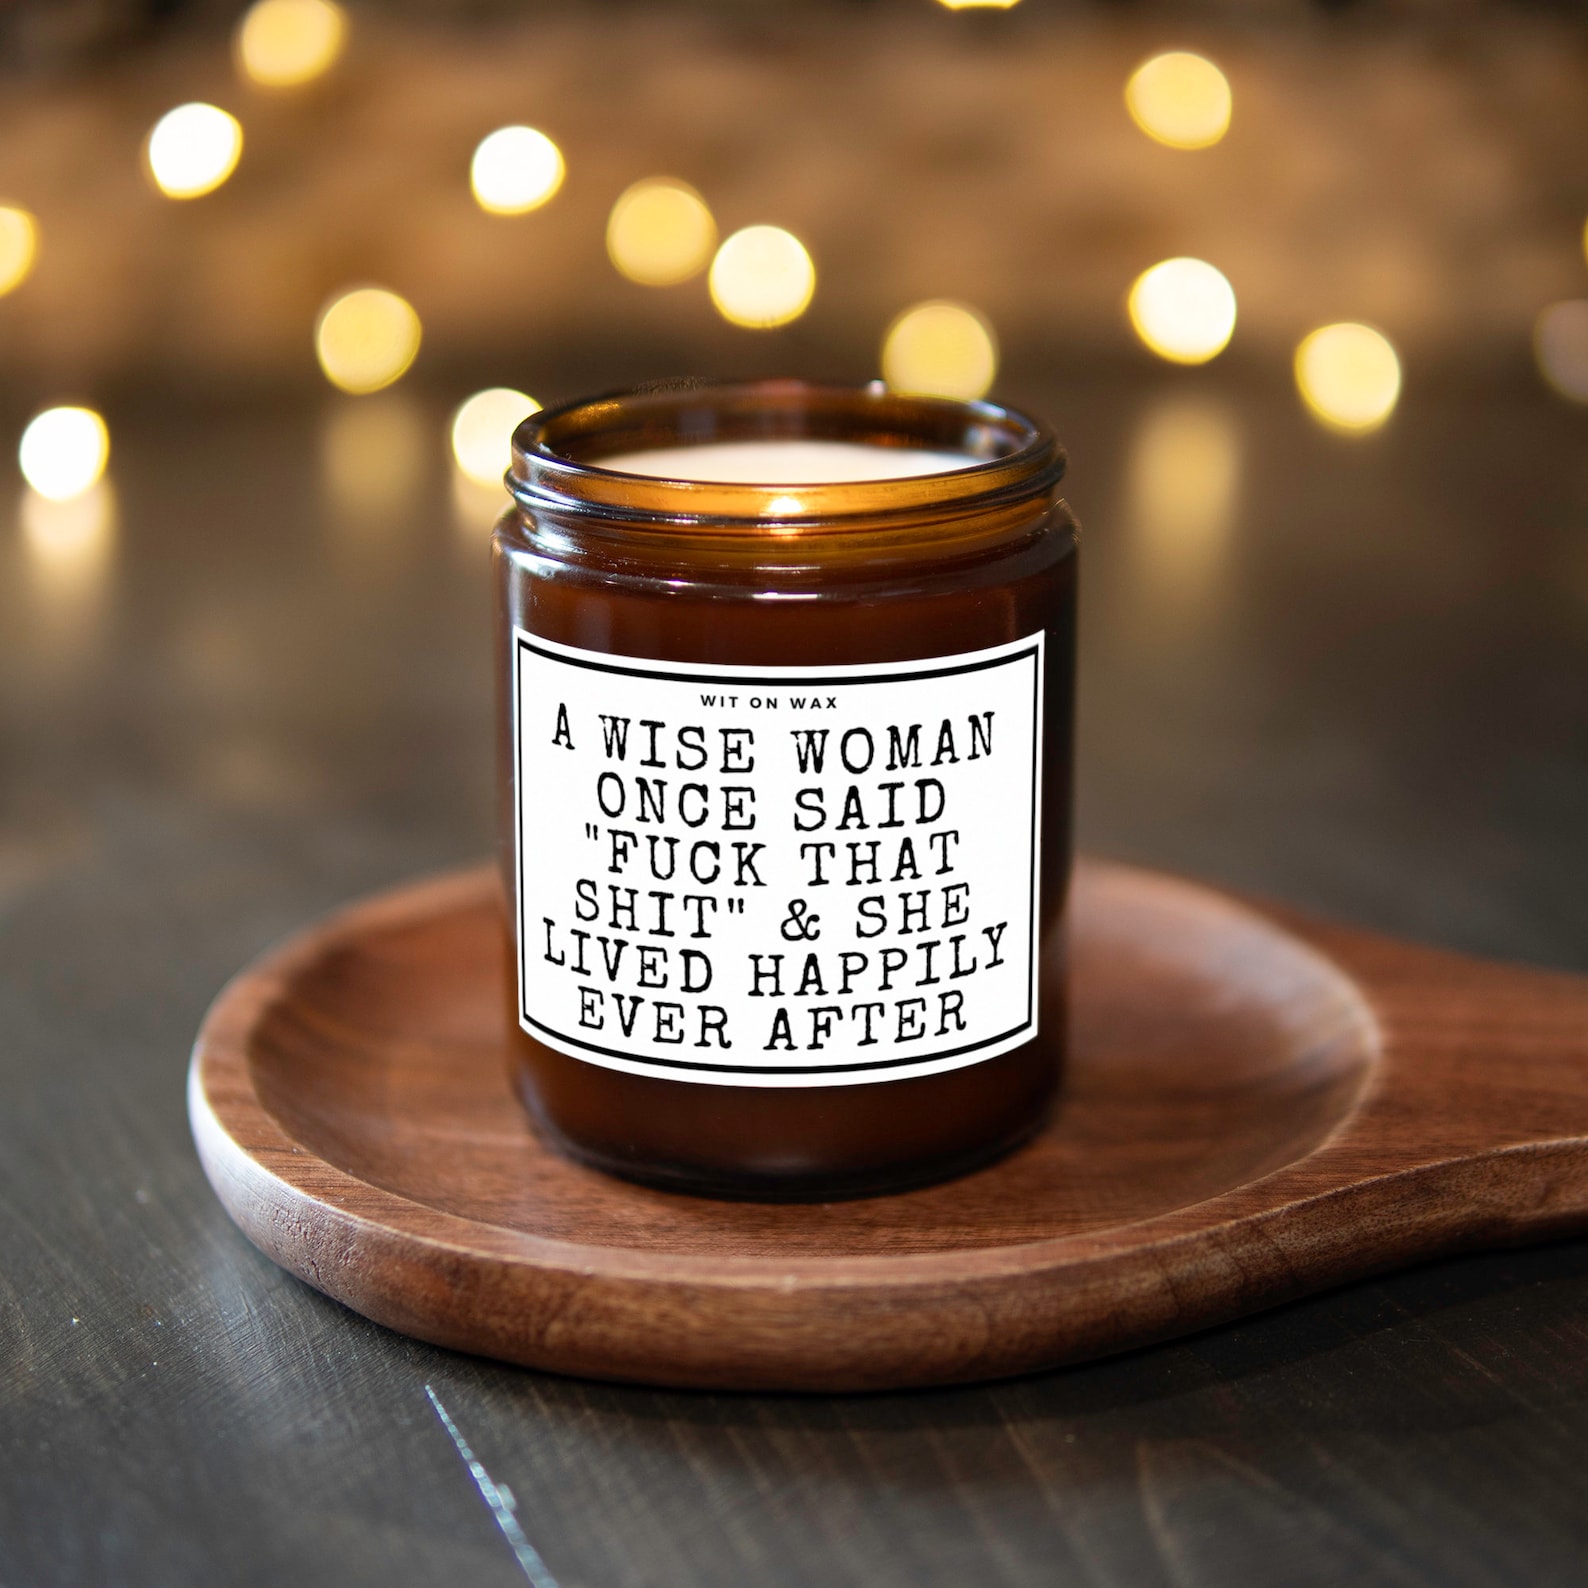 WIT ON WAX
A WISE WOMAN
ONCE SAID
"FUCK THAT
SHIT" & SHE
LIVED HAPPILY
EVER AFTER